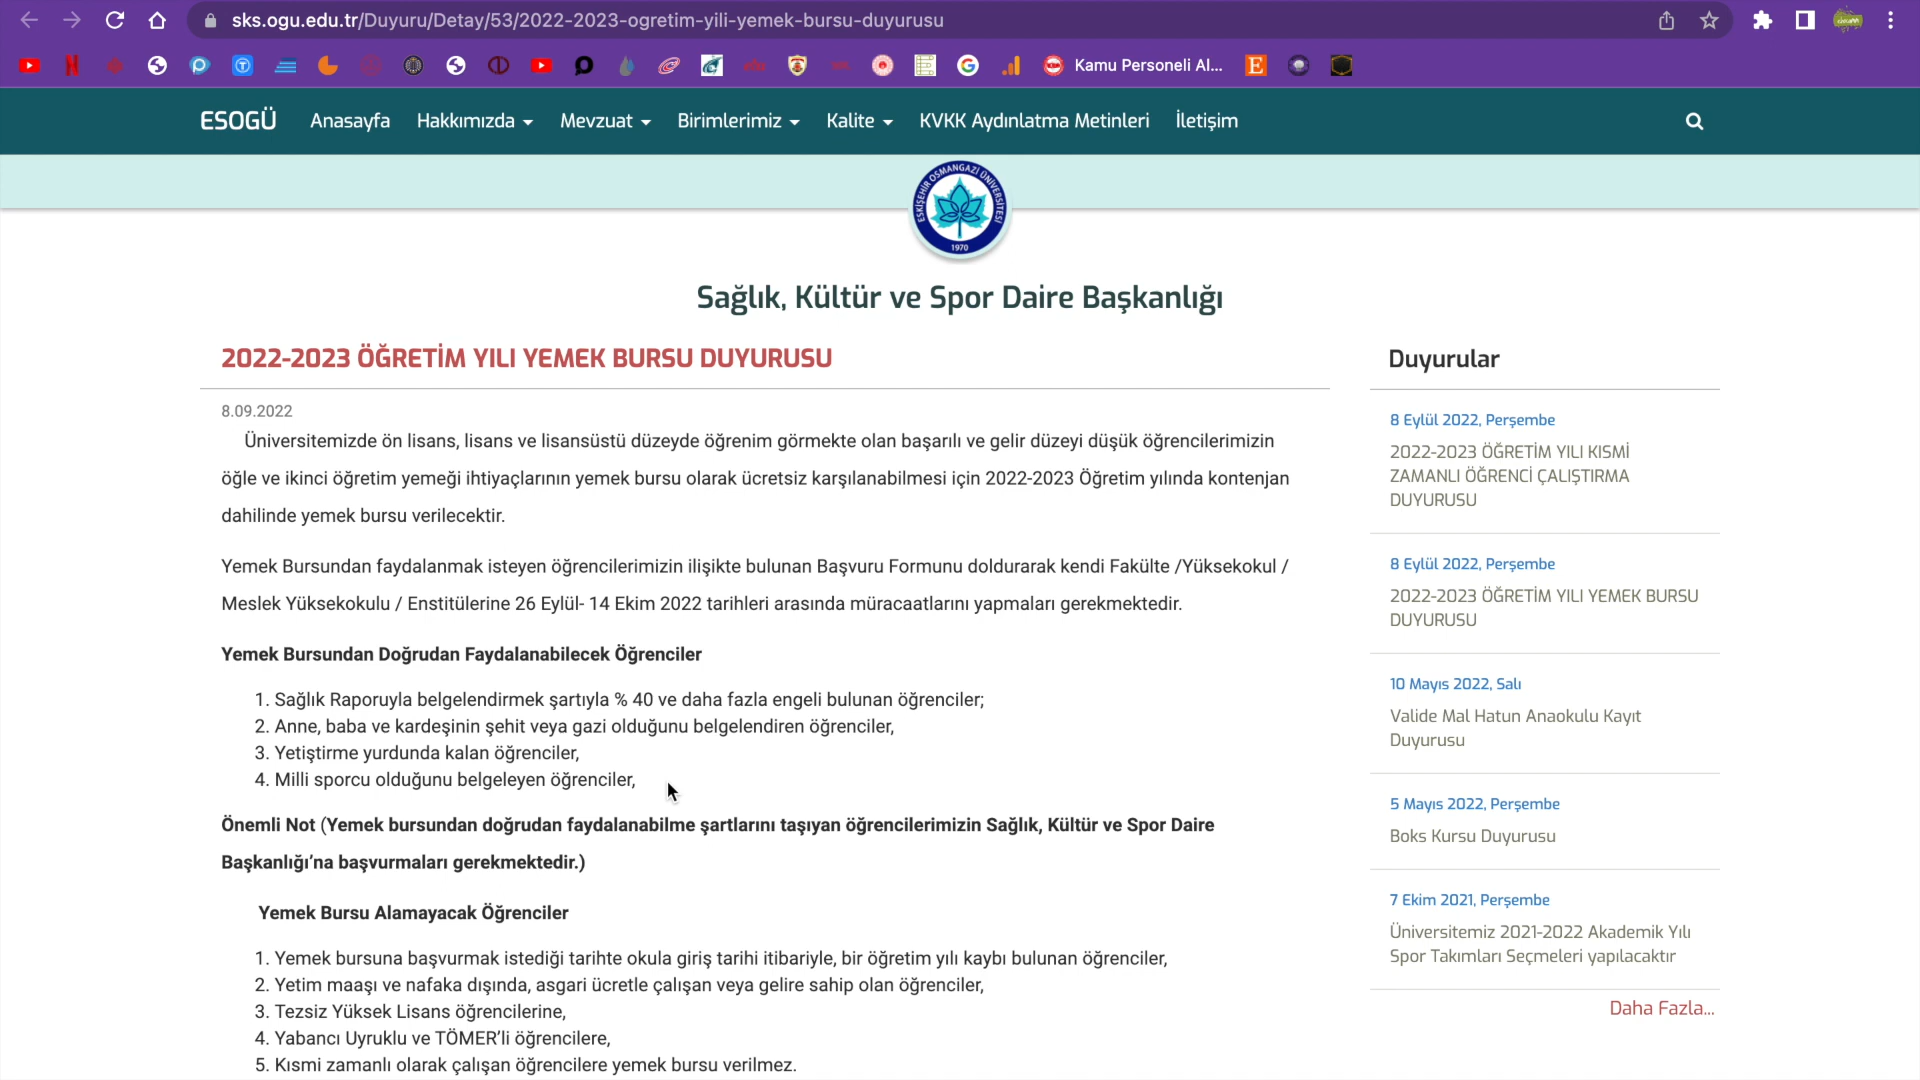 sks.ogu.edu.tr/Duyuru/Detay/53/2022-2023-ogretim-yili-yemek-bursu-duyurusu
Kamu Personeli Al...
ESOGÜ Anasayfa Hakkımızda Mevzuat Birimlerimiz Kalite KVKK Aydınlatma Metinleri İletişim
ESKİŞEHİR OSMANGAZİ ÜNİVERSİTESİ
1970
Sağlık, Kültür ve Spor Daire Başkanlığı
2022-2023 ÖĞRETİM YILI YEMEK BURSU DUYURUSU
8.09.2022
Üniversitemizde ön lisans, lisans ve lisansüstü düzeyde öğrenim görmekte olan başarılı ve gelir düzeyi düşük öğrencilerimizin
öğle ve ikinci öğretim yemeği ihtiyaçlarının yemek bursu olarak ücretsiz karşılanabilmesi için 2022-2023 Öğretim yılında kontenjan
dahilinde yemek bursu verilecektir.
Yemek Bursundan faydalanmak isteyen öğrencilerimizin ilişikte bulunan Başvuru Formunu doldurarak kendi Fakülte /Yüksekokul /
Meslek Yüksekokulu / Enstitülerine 26 Eylül- 14 Ekim 2022 tarihleri arasında müracaatlarını yapmaları gerekmektedir.
Yemek Bursundan Doğrudan Faydalanabilecek Öğrenciler
1. Sağlık Raporuyla belgelendirmek şartıyla % 40 ve daha fazla engeli bulunan öğrenciler;
2. Anne, baba ve kardeşinin şehit veya gazi olduğunu belgelendiren öğrenciler,
3. Yetiştirme yurdunda kalan öğrenciler,
4. Milli sporcu olduğunu belgeleyen öğrenciler,
Önemli Not (Yemek bursundan doğrudan faydalanabilme şartlarını taşıyan öğrencilerimizin Sağlık, Kültür ve Spor Daire
Başkanlığı’na başvurmaları gerekmektedir.)
Yemek Bursu Alamayacak Öğrenciler
1. Yemek bursuna başvurmak istediği tarihte okula giriş tarihi itibariyle, bir öğretim yılı kaybı bulunan öğrenciler,
2. Yetim maaşı ve nafaka dışında, asgari ücretle çalışan veya gelire sahip olan öğrenciler,
3. Tezsiz Yüksek Lisans öğrencilerine,
4. Yabancı Uyruklu ve TÖMER’li öğrencilere,
5. Kısmi zamanlı olarak çalışan öğrencilere yemek bursu verilmez.
Duyurular
8 Eylül 2022, Perşembe
2022-2023 ÖĞRETİM YILI KISMİ
ZAMANLI ÖĞRENCİ ÇALIŞTIRMA
DUYURUSU
8 Eylül 2022, Perşembe
2022-2023 ÖĞRETİM YILI YEMEK BURSU
DUYURUSU
10 Mayıs 2022, Salı
Valide Mal Hatun Anaokulu Kayıt
Duyurusu
5 Mayıs 2022, Perşembe
Boks Kursu Duyurusu
7 Ekim 2021, Perşembe
Üniversitemiz 2021-2022 Akademik Yılı
Spor Takımları Seçmeleri yapılacaktır
Daha Fazla...